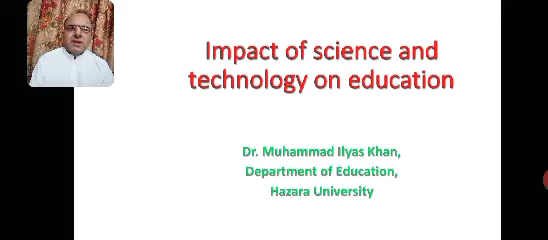 Impact of science and
technology on education
Dr. Muhammad Ilyas Khan,
Department of Education,
Hazara University